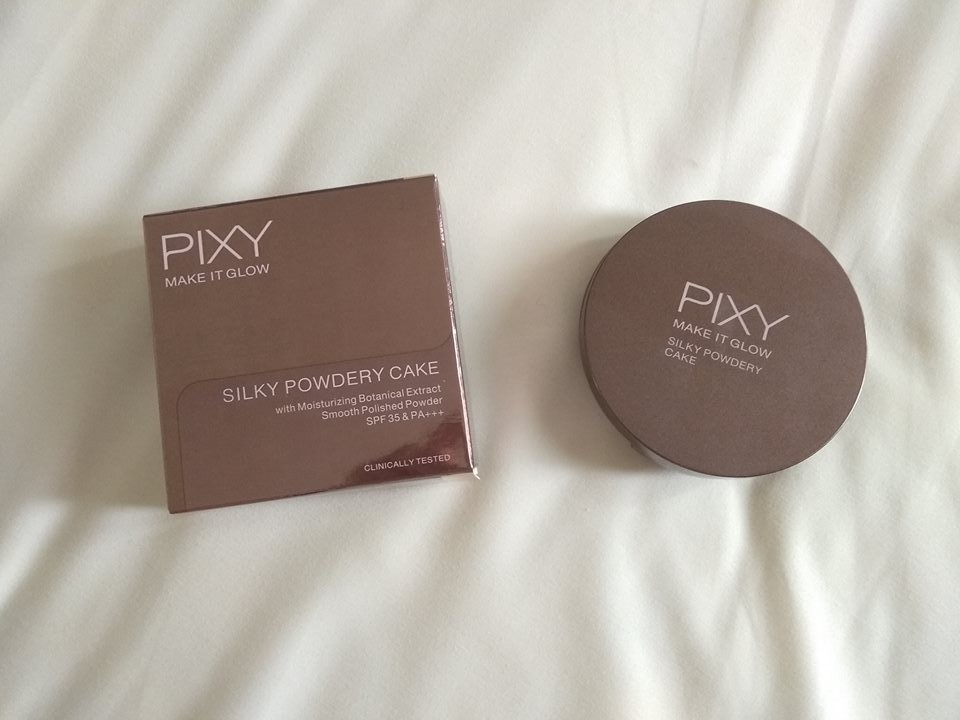 PIXY
MAKE IT GLOW
SILKY POWDERY CAKE
with Moisturizing Botanical Extract
Smooth Polished Powder
SPF 35 & PA+++
CLINICALLY TESTED
PIXY
MAKE IT GLOW
SILKY POWDERY
CAKE